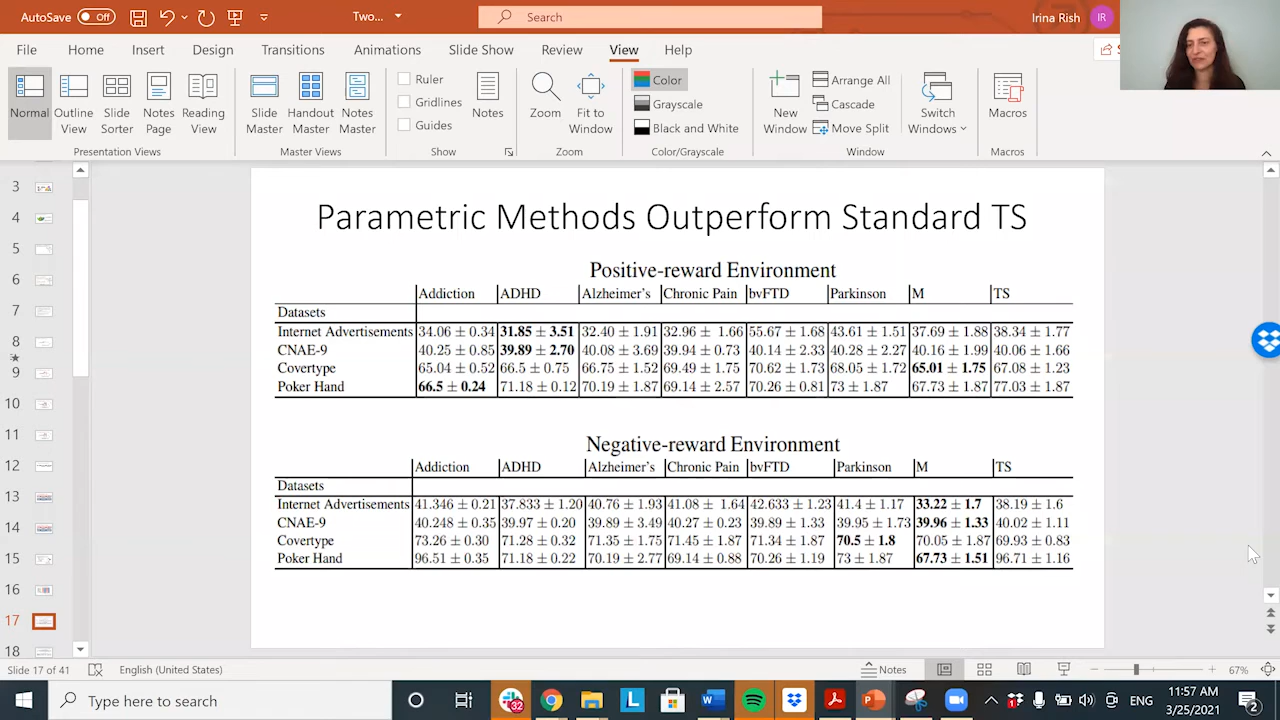 AutoSave Off Two... Search Irina Rish IR
File Home Insert Design Transitions Animations Slide Show Review View Help
Normal Outline View Slide Sorter Notes Page Reading View
Presentation Views
Slide Master Handout Master Notes Master
Master Views
Ruler
Gridlines
Guides
Notes
Show
Zoom Fit to Window
Zoom
Color
Grayscale
Black and White
Color/Grayscale
New Window
Arrange All
Cascade
Move Split
Switch Windows
Window
Macros
Macros
3
4
5
6
7
8
9
10
11
12
13
14
15
16
17
18
Parametric Methods Outperform Standard TS
Positive-reward Environment
Addiction ADHD Alzheimer's Chronic Pain bvFTD Parkinson M TS
Datasets
Internet Advertisements 34.06 ± 0.34 31.85 ± 3.51 32.40 ± 1.91 32.96 ± 1.66 55.67 ± 1.68 43.61 ± 1.51 37.69 ± 1.88 38.34 ± 1.77
CNAE-9 40.25 ± 0.85 39.89 ± 2.70 40.08 ± 3.69 39.94 ± 0.73 40.14 ± 2.33 40.28 ± 2.27 40.16 ± 1.99 40.06 ± 1.66
Covertype 65.04 ± 0.52 66.5 ± 0.75 66.75 ± 1.52 69.49 ± 1.75 70.62 ± 1.73 68.05 ± 1.72 65.01 ± 1.75 67.08 ± 1.23
Poker Hand 66.5 ± 0.24 71.18 ± 0.12 70.19 ± 1.87 69.14 ± 2.57 70.26 ± 0.81 73 ± 1.87 67.73 ± 1.87 77.03 ± 1.87
Negative-reward Environment
Addiction ADHD Alzheimer's Chronic Pain bvFTD Parkinson M TS
Datasets
Internet Advertisements 41.346 ± 0.21 37.833 ± 1.20 40.76 ± 1.93 41.08 ± 1.64 42.633 ± 1.23 41.4 ± 1.17 33.22 ± 1.7 38.19 ± 1.6
CNAE-9 40.248 ± 0.35 39.97 ± 0.20 39.89 ± 3.49 40.27 ± 0.23 39.89 ± 1.33 39.95 ± 1.73 39.96 ± 1.33 40.02 ± 1.11
Covertype 73.26 ± 0.30 71.28 ± 0.32 71.35 ± 1.75 71.45 ± 1.87 71.34 ± 1.87 70.5 ± 1.8 70.05 ± 1.87 69.93 ± 0.83
Poker Hand 96.51 ± 0.35 71.18 ± 0.22 70.19 ± 2.77 69.14 ± 0.88 70.26 ± 1.19 73 ± 1.87 67.73 ± 1.51 96.71 ± 1.16
Slide 17 of 41 English (United States) Notes 67%
Type here to search 32 ENG 11:57 AM
3/25/2021 2